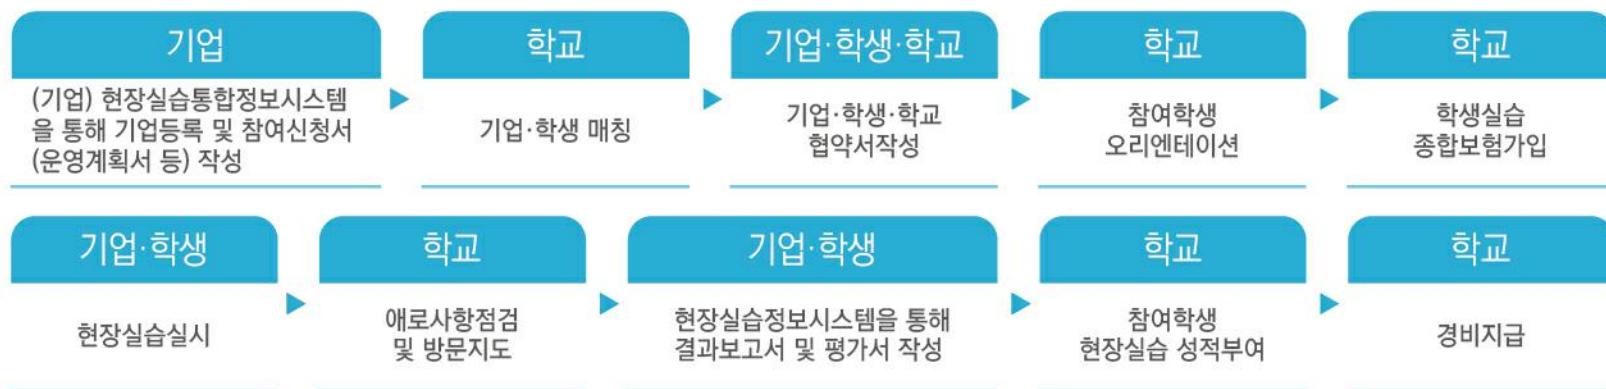 기업
(기업) 현장실습통합정보시스템
을 통해 기업등록 및 참여신청서
(운영계획서 등) 작성
학교
기업·학생 매칭
기업·학생·학교
기업·학생·학교
협약서작성
학교
참여학생
오리엔테이션
학교
학생실습
종합보험가입
기업·학생
현장실습실시
학교
애로사항점검
및 방문지도
기업·학생
현장실습정보시스템을 통해
결과보고서 및 평가서 작성
학교
참여학생
현장실습 성적부여
학교
경비지급